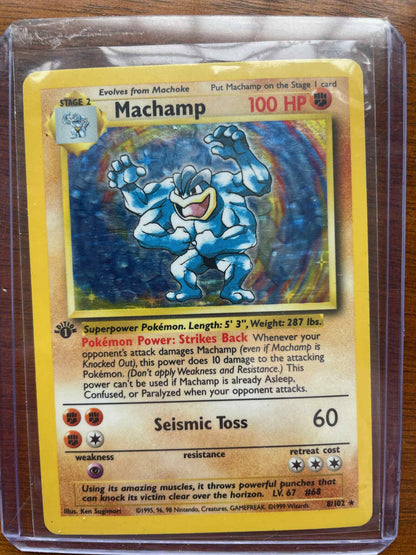 Evolves from Machoke
Put Machamp on the Stage 1 card
STAGE 2
Machamp
100 HP
EDITION
1
Superpower Pokémon. Length: 5' 3", Weight: 287 lbs.
Pokémon Power: Strikes Back Whenever your
opponent's attack damages Machamp (even if Machamp is
Knocked Out), this power does 10 damage to the attacking
Pokémon. (Don't apply Weakness and Resistance.) This
power can't be used if Machamp is already Asleep,
Confused, or Paralyzed when your opponent attacks.
Seismic Toss 60
weakness
resistance
retreat cost
Using its amazing muscles, it throws powerful punches that
can knock its victim clear over the horizon. LV. 67 #68
Illus. Ken Sugimori
©1995, 96, 98 Nintendo, Creatures, GAMEFREAK. ©1999 Wizards.
8/102 ★